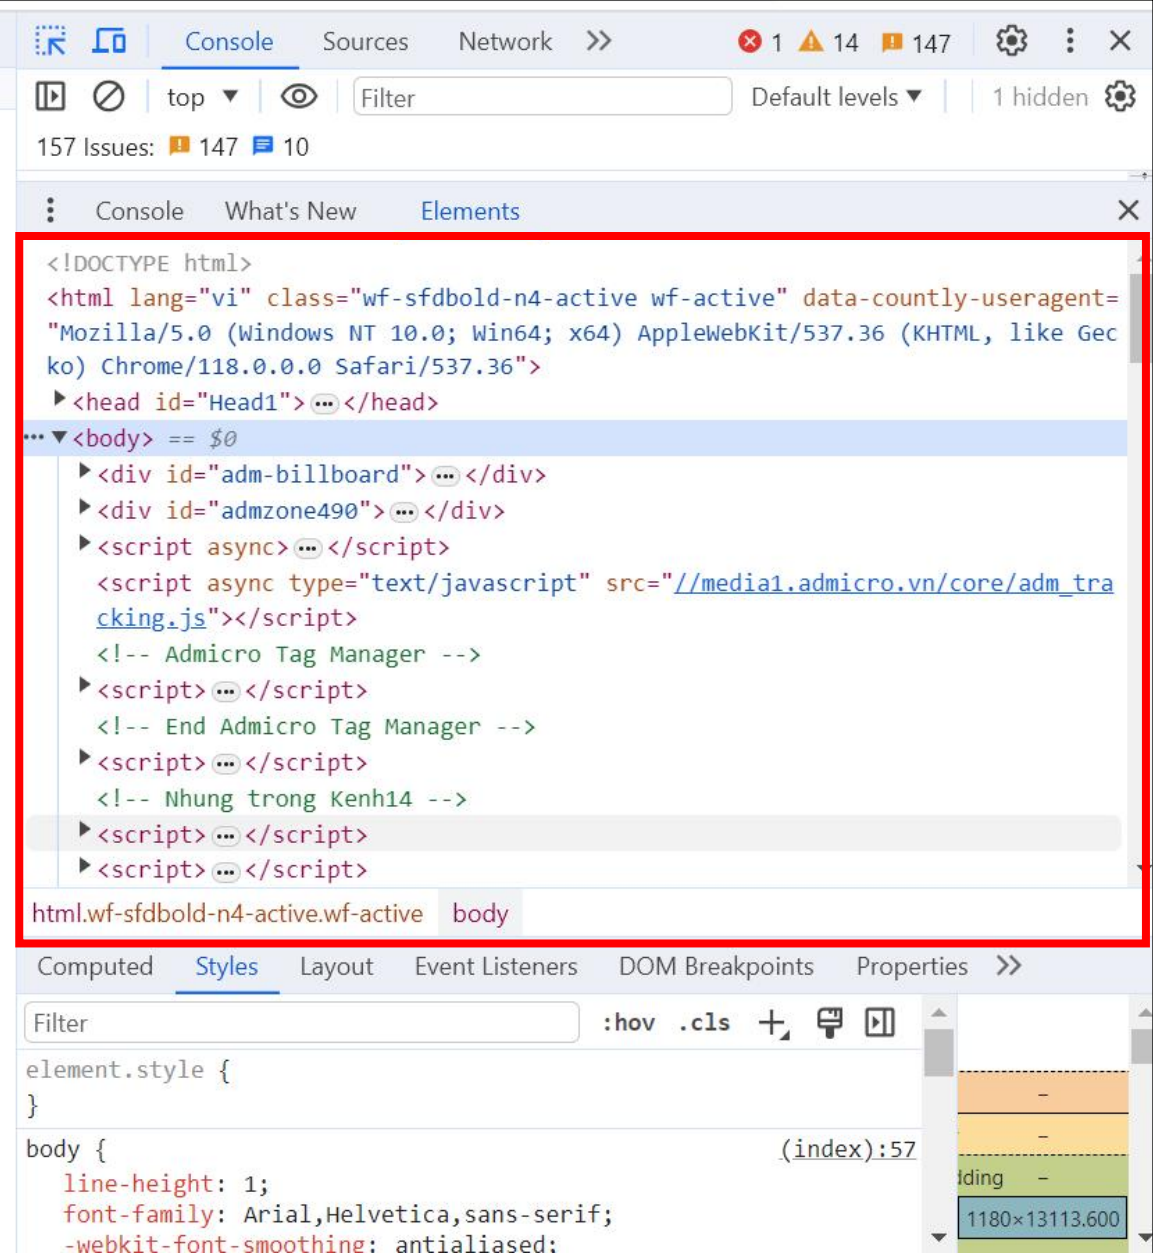 Console Sources Network 1 14 147
top Filter Default levels 1 hidden
157 Issues: 147 10
Console What's New Elements
<!DOCTYPE html>
<html lang="vi" class="wf-sfdbold-n4-active wf-active" data-countly-useragent=
"Mozilla/5.0 (Windows NT 10.0; Win64; x64) AppleWebKit/537.36 (KHTML, like Gec
ko) Chrome/118.0.0.0 Safari/537.36">
<head id="Head1">…</head>
… <body> == $0
<div id="adm-billboard">…</div>
<div id="admzone490">…</div>
<script async>…</script>
<script async type="text/javascript" src="//media1.admicro.vn/core/adm_tra
cking.js"></script>
<!-- Admicro Tag Manager -->
<script>…</script>
<!-- End Admicro Tag Manager -->
<script>…</script>
<!-- Nhung trong Kenh14 -->
<script>…</script>
<script>…</script>
html.wf-sfdbold-n4-active.wf-active body
Computed Styles Layout Event Listeners DOM Breakpoints Properties
Filter :hov .cls
element.style {
}
–
–
body { (index):57
dding –
line-height: 1;
font-family: Arial,Helvetica,sans-serif; 1180×13113.600
-webkit-font-smoothing: antialiased;